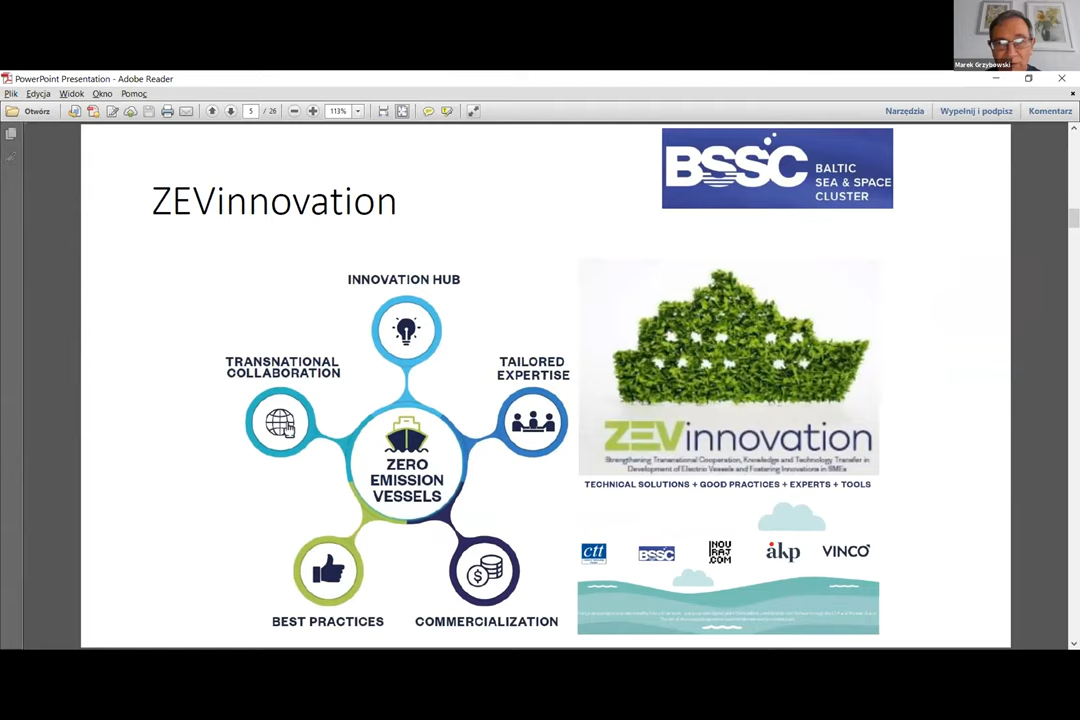 Marek Grzybowski
PowerPoint Presentation - Adobe Reader
Plik Edycja Widok Okno Pomoc
Otwórz 5 / 26 113% Narzędzia Wypełnij i podpisz Komentarz
BSSC
BALTIC
SEA & SPACE
CLUSTER
ZEVinnovation
INNOVATION HUB
TRANSNATIONAL
COLLABORATION
TAILORED
EXPERTISE
ZERO
EMISSION
VESSELS
BEST PRACTICES
COMMERCIALIZATION
ZEVinnovation
Strengthening Transnational Cooperation, Knowledge and Technology Transfer in
Development of Electric Vessels and Fostering Innovations in SMEs
TECHNICAL SOLUTIONS + GOOD PRACTICES + EXPERTS + TOOLS
ctt
BSSC
INOU
RAJ
.COM
åkp
VINCO